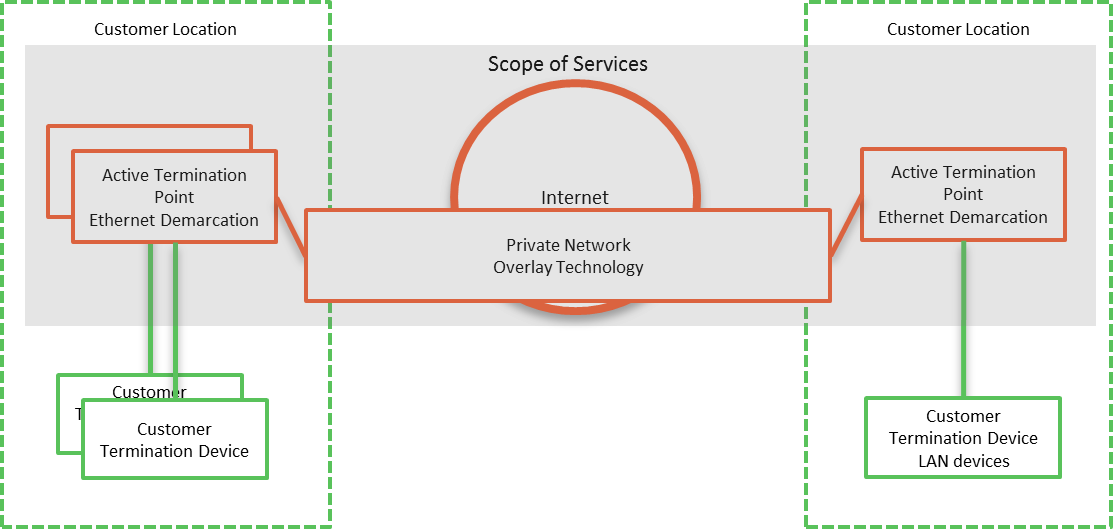 Customer Location
Customer Location
Scope of Services
Active Termination
Point
Ethernet Demarcation
Internet
Private Network
Overlay Technology
Active Termination
Point
Ethernet Demarcation
Customer
T
Customer
Termination Device
Customer
Termination Device
LAN devices